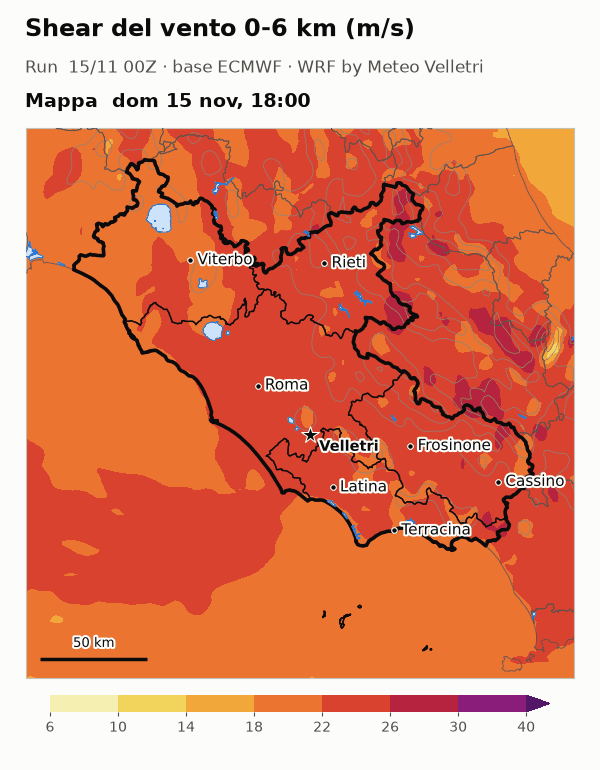 Shear del vento 0-6 km (m/s)
Run  15/11 00Z · base ECMWF · WRF by Meteo Velletri
Mappa  dom 15 nov, 18:00
Viterbo
Rieti
Roma
Velletri
Frosinone
Cassino
Latina
Terracina
50 km
6 10 14 18 22 26 30 40